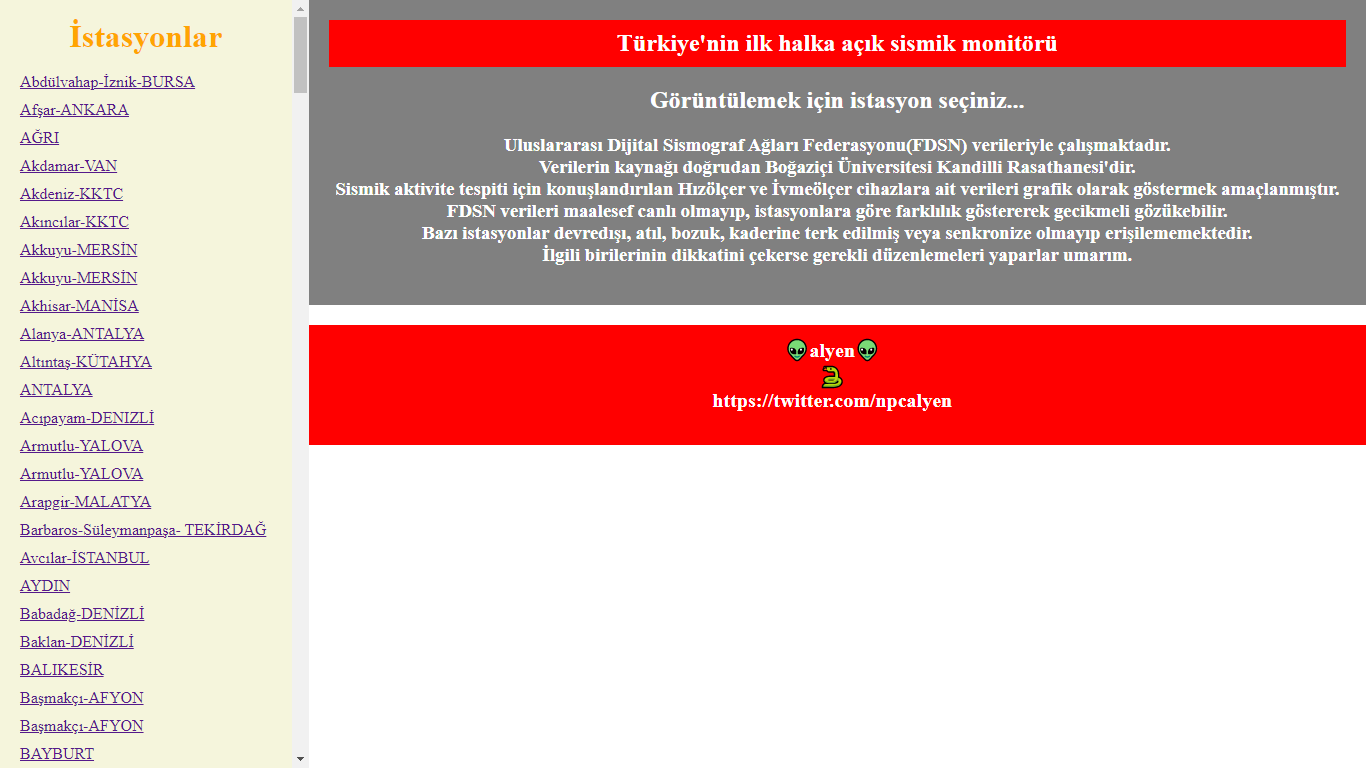 İstasyonlar
Abdülvahap-İznik-BURSA
Afşar-ANKARA
AĞRI
Akdamar-VAN
Akdeniz-KKTC
Akıncılar-KKTC
Akkuyu-MERSİN
Akkuyu-MERSİN
Akhisar-MANİSA
Alanya-ANTALYA
Altıntaş-KÜTAHYA
ANTALYA
Acıpayam-DENIZLİ
Armutlu-YALOVA
Armutlu-YALOVA
Arapgir-MALATYA
Barbaros-Süleymanpaşa- TEKİRDAĞ
Avcılar-İSTANBUL
AYDIN
Babadağ-DENİZLİ
Baklan-DENİZLİ
BALIKESİR
Başmakçı-AFYON
Başmakçı-AFYON
BAYBURT
Türkiye'nin ilk halka açık sismik monitörü
Görüntülemek için istasyon seçiniz...
Uluslararası Dijital Sismograf Ağları Federasyonu(FDSN) verileriyle çalışmaktadır.
Verilerin kaynağı doğrudan Boğaziçi Üniversitesi Kandilli Rasathanesi'dir.
Sismik aktivite tespiti için konuşlandırılan Hızölçer ve İvmeölçer cihazlara ait verileri grafik olarak göstermek amaçlanmıştır.
FDSN verileri maalesef canlı olmayıp, istasyonlara göre farklılık göstererek gecikmeli gözükebilir.
Bazı istasyonlar devredışı, atıl, bozuk, kaderine terk edilmiş veya senkronize olmayıp erişilememektedir.
İlgili birilerinin dikkatini çekerse gerekli düzenlemeleri yaparlar umarım.
👽alyen👽
🐍
https://twitter.com/npcalyen